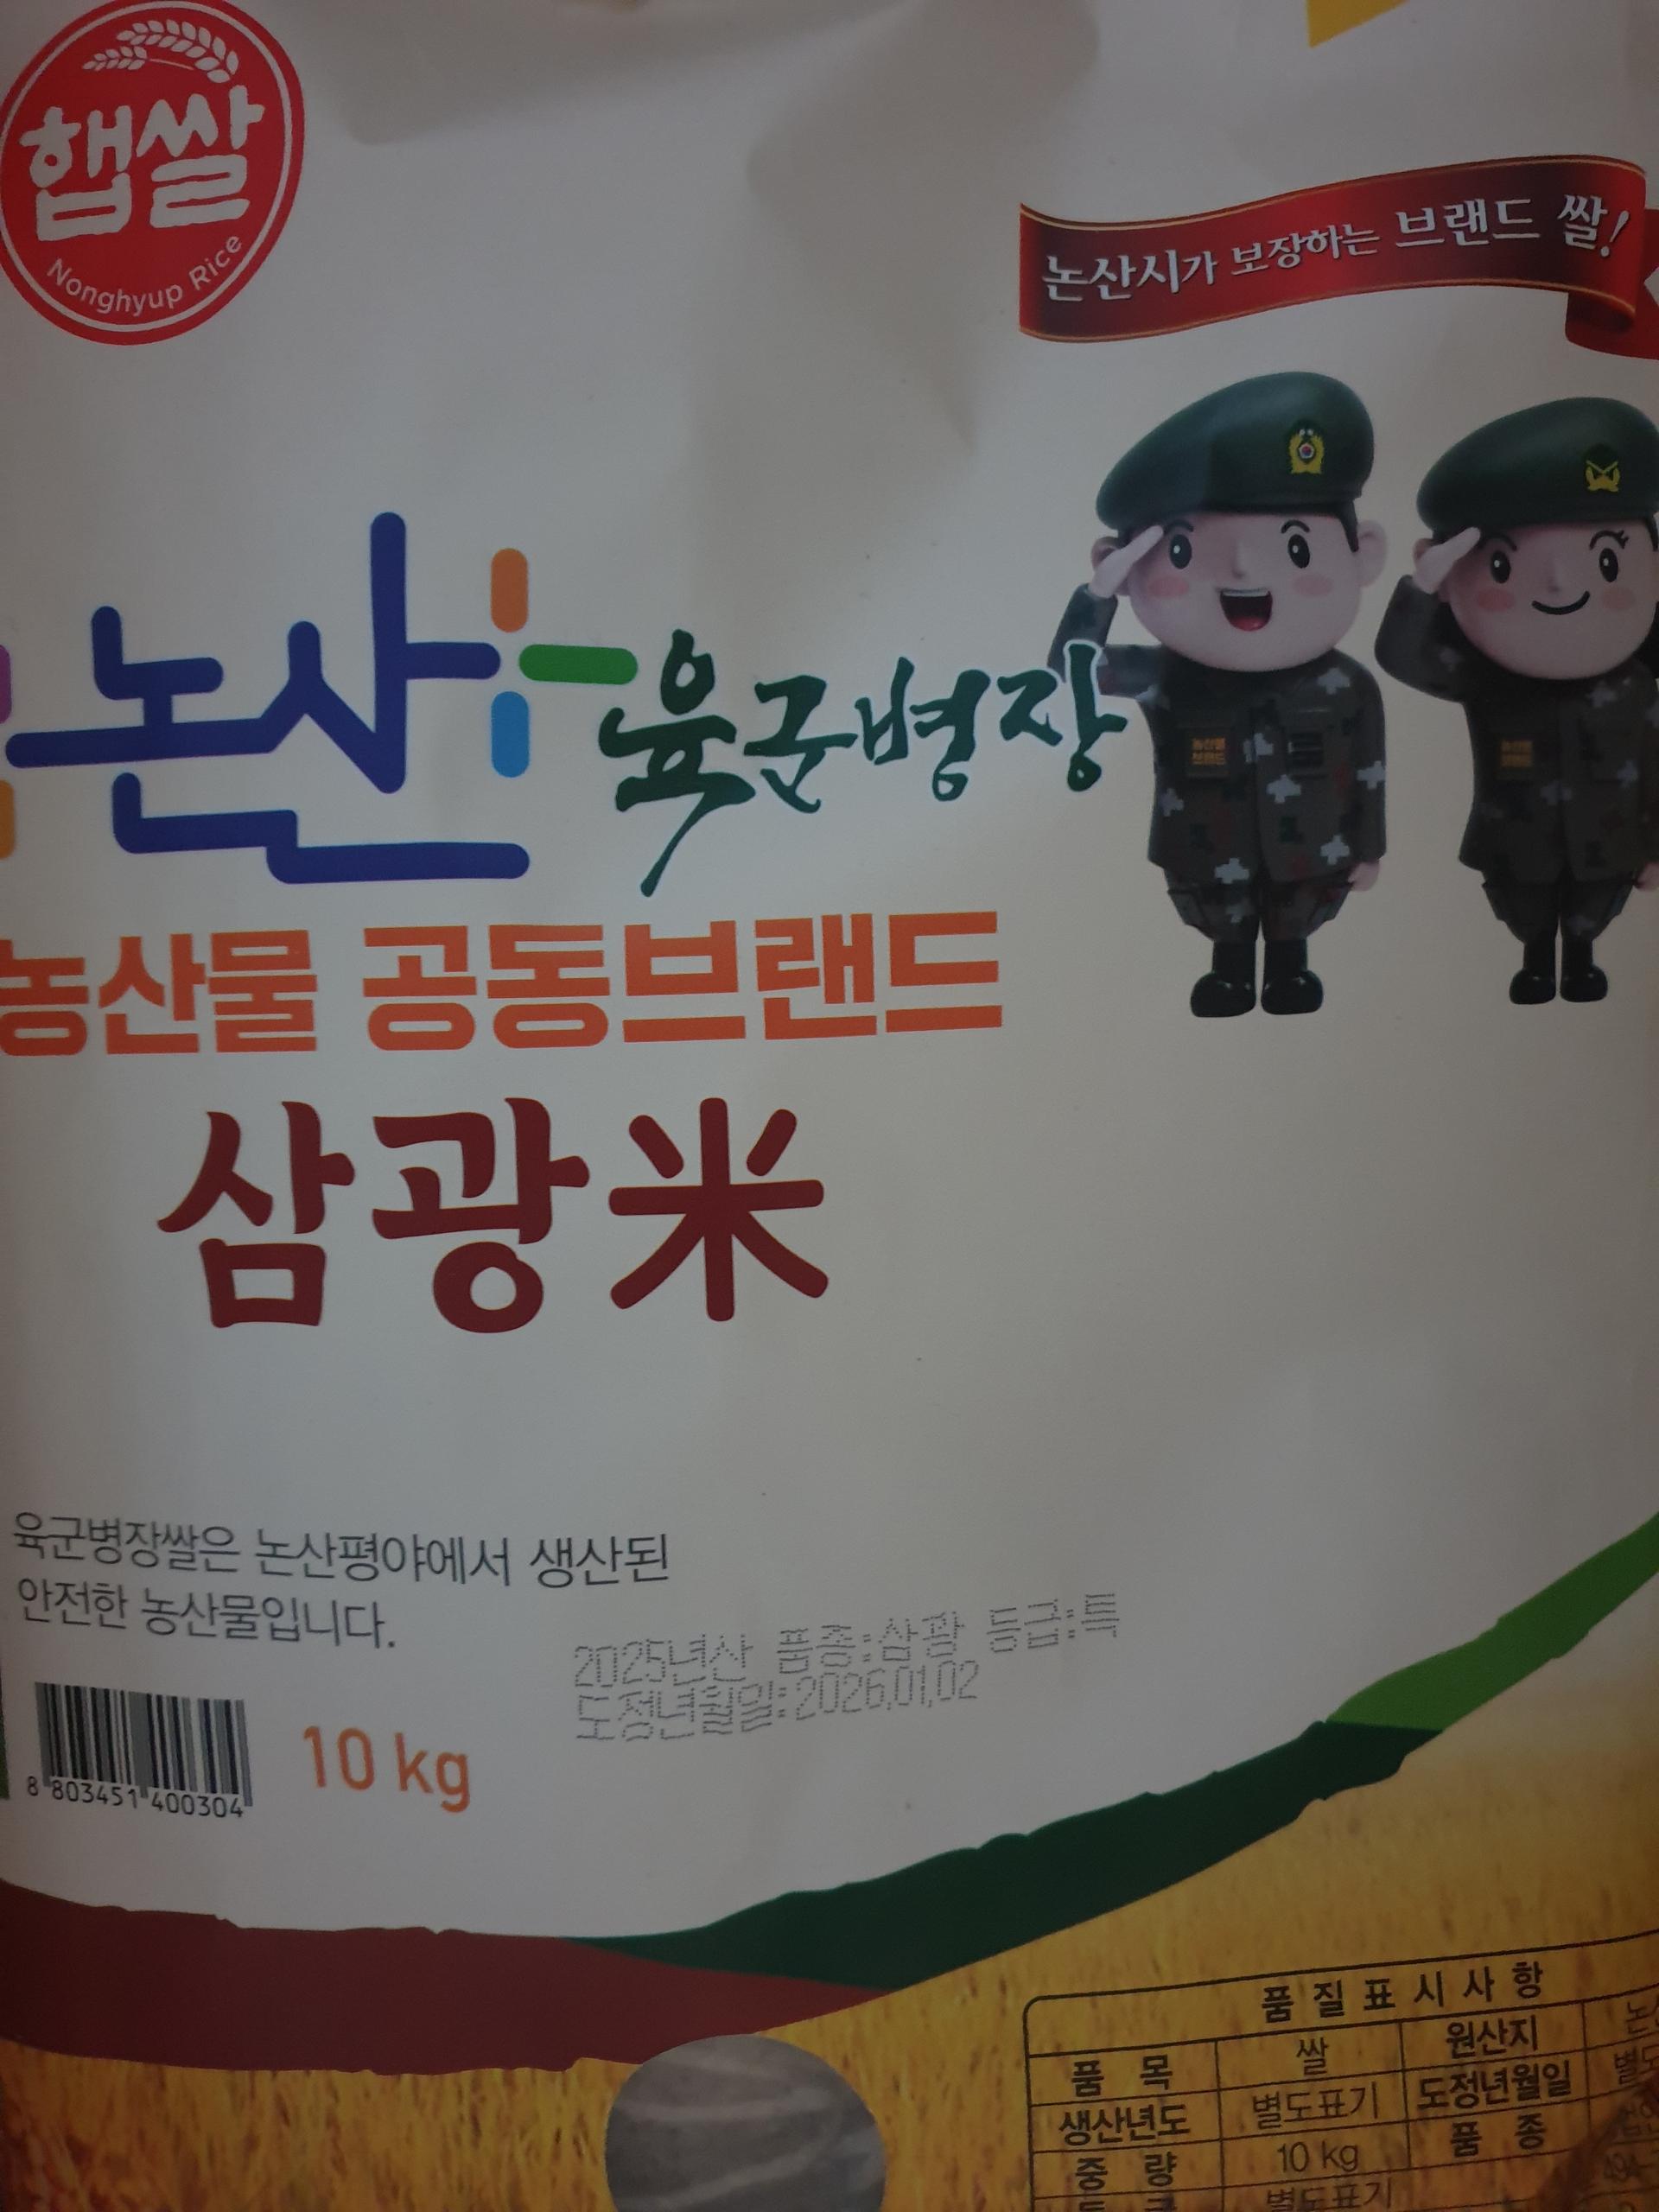 햅쌀
Nonghyup Rice
논산시가 보장하는 브랜드 쌀!
논산 육군병장
농산물 공동브랜드
삼광米
육군병장쌀은 논산평야에서 생산된
안전한 농산물입니다.
2025년산 품종:삼광 등급:특
도정년월일:2026.01.02
8 803451 400304
10 kg
품질표시사항
품 목 쌀 원산지
생산년도 별도표기 도정년월일
중 량 10 kg 품 종
별도표기